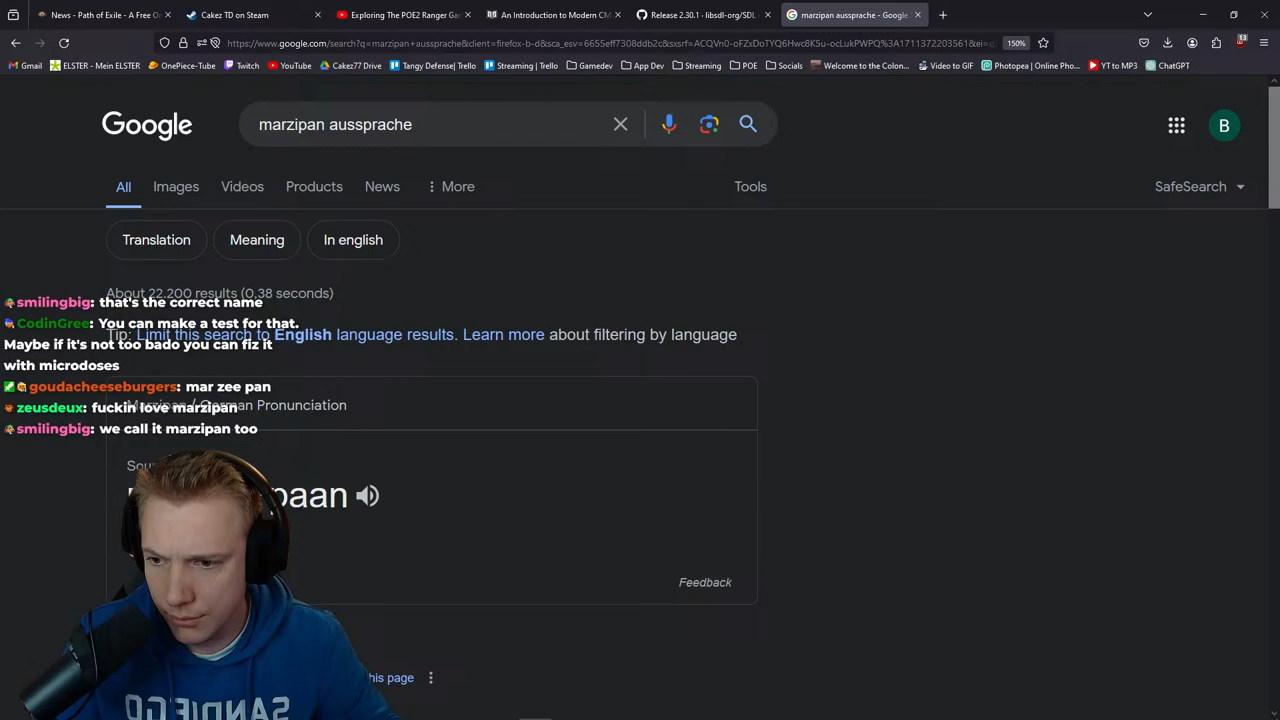 News - Path of Exile - A Free On
Cakez TD on Steam
Exploring The POE2 Ranger Gar
An Introduction to Modern CM
Release 2.30.1 · libsdl-org/SDL
marzipan aussprache - Google
https://www.google.com/search?q=marzipan+aussprache&client=firefox-b-d&sca_esv=6655eff7308ddb2c&sxsrf=ACQVn0-oFZxDoTYQ6Hwc8K5u-ocLukPWPQ%3A1711372203561&ei=q
150%
13
Gmail
ELSTER - Mein ELSTER
OnePiece-Tube
Twitch
YouTube
Cakez77 Drive
Tangy Defense| Trello
Streaming | Trello
Gamedev
App Dev
Streaming
POE
Socials
Welcome to the Colon...
Video to GIF
Photopea | Online Pho...
YT to MP3
ChatGPT
Google
marzipan aussprache
B
All
Images
Videos
Products
News
More
Tools
SafeSearch
Translation
Meaning
In english
About 22.200 results (0,38 seconds)
smilingbig: that's the correct name
CodinGree: You can make a test for that.
Tip: Limit this search to English language results. Learn more about filtering by language
Maybe if it's not too bado you can fiz it
with microdoses
goudacheeseburgers: mar zee pan
Marzipan / German Pronunciation
zeusdeux: fuckin love marzipan
smilingbig: we call it marzipan too
paan
Feedback
this page
SANDIEGO